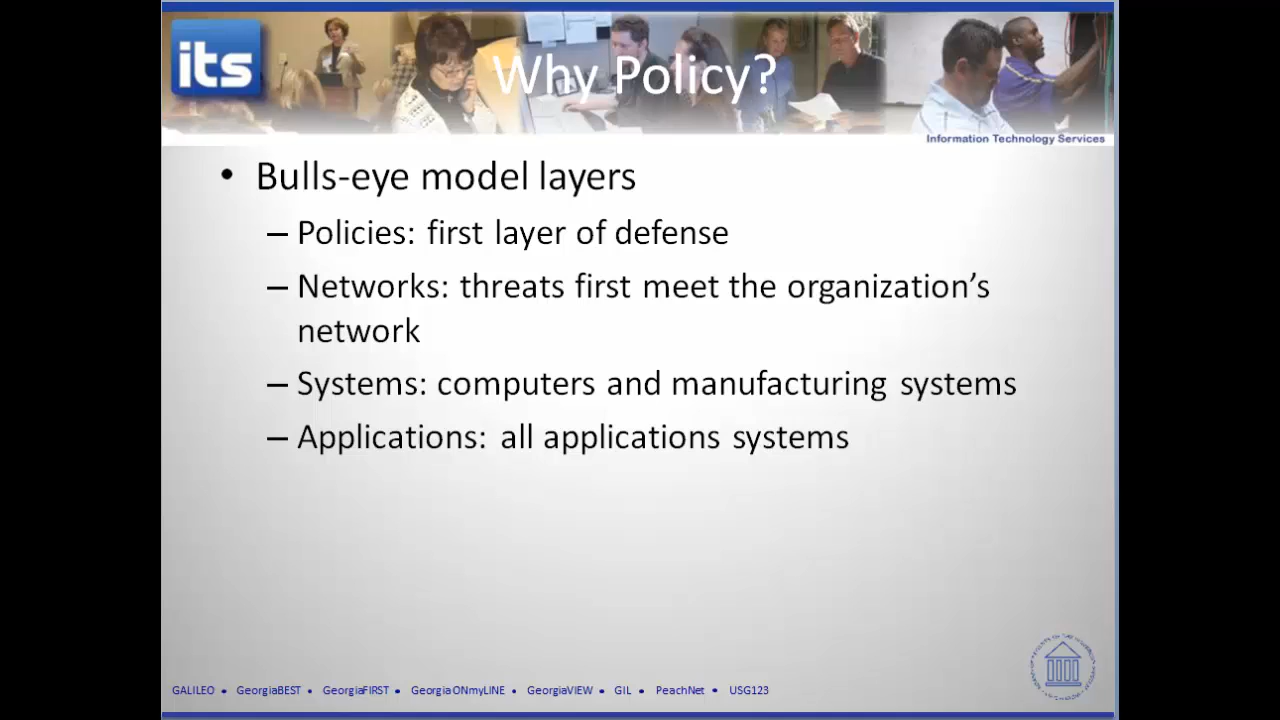 its
Why Policy?
Information Technology Services
• Bulls-eye model layers
– Policies: first layer of defense
– Networks: threats first meet the organization’s
network
– Systems: computers and manufacturing systems
– Applications: all applications systems
GALILEO • GeorgiaBEST • GeorgiaFIRST • Georgia ONmyLINE • GeorgiaVIEW • GIL • PeachNet • USG123